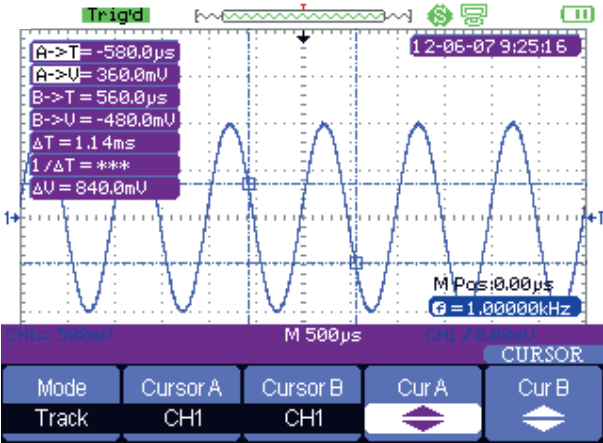 Trig'd
T
S
12-06-07 9:25:16
A->T= -580.0μs
A->V= 360.0mV
B->T = 560.0μs
B->V = -480.0mV
ΔT = 1.14ms
1/ΔT = ***
ΔV = 840.0mV
1
T
M Pos:0.00μs
f = 1.00000kHz
CH1= 500mV M 500μs CH1 / 0.00mV
CURSOR
Mode Cursor A Cursor B Cur A Cur B
Track CH1 CH1